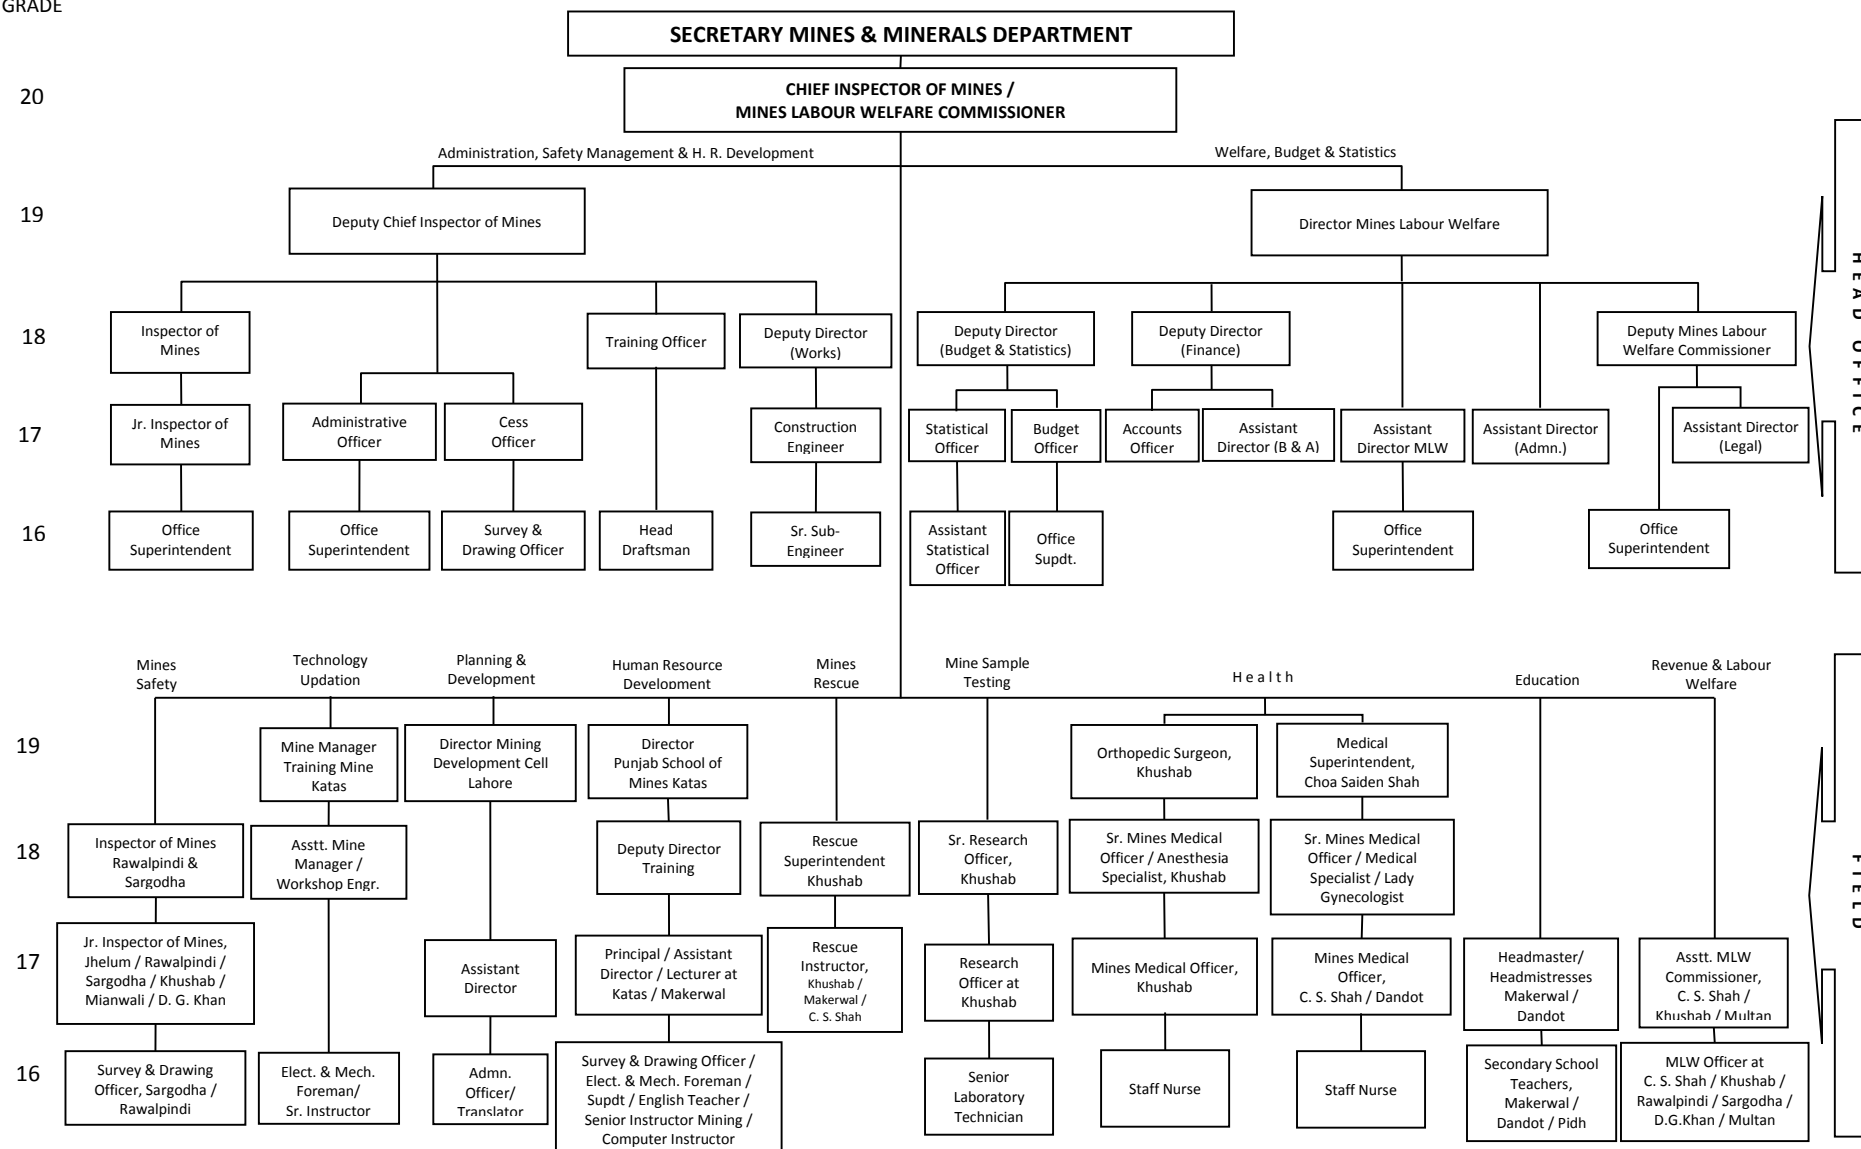 GRADE
SECRETARY MINES & MINERALS DEPARTMENT
20
CHIEF INSPECTOR OF MINES /
MINES LABOUR WELFARE COMMISSIONER
Administration, Safety Management & H. R. Development
Welfare, Budget & Statistics
19
Deputy Chief Inspector of Mines
Director Mines Labour Welfare
18
Inspector of
Mines
Training Officer
Deputy Director
(Works)
Deputy Director
(Budget & Statistics)
Deputy Director
(Finance)
Deputy Mines Labour
Welfare Commissioner
17
Jr. Inspector of
Mines
Administrative
Officer
Cess
Officer
Construction
Engineer
Statistical
Officer
Budget
Officer
Accounts
Officer
Assistant
Director (B & A)
Assistant
Director MLW
Assistant Director
(Admn.)
Assistant Director
(Legal)
16
Office
Superintendent
Office
Superintendent
Survey &
Drawing Officer
Head
Draftsman
Sr. Sub-
Engineer
Assistant
Statistical
Officer
Office
Supdt.
Office
Superintendent
Office
Superintendent
HEAD OFFICE
Mines
Safety
Technology
Updation
Planning &
Development
Human Resource
Development
Mines
Rescue
Mine Sample
Testing
Health
Education
Revenue & Labour
Welfare
19
Mine Manager
Training Mine
Katas
Director Mining
Development Cell
Lahore
Director
Punjab School of
Mines Katas
Orthopedic Surgeon,
Khushab
Medical
Superintendent,
Choa Saiden Shah
18
Inspector of Mines
Rawalpindi &
Sargodha
Asstt. Mine
Manager /
Workshop Engr.
Deputy Director
Training
Rescue
Superintendent
Khushab
Sr. Research
Officer,
Khushab
Sr. Mines Medical
Officer / Anesthesia
Specialist, Khushab
Sr. Mines Medical
Officer / Medical
Specialist / Lady
Gynecologist
17
Jr. Inspector of Mines,
Jhelum / Rawalpindi /
Sargodha / Khushab /
Mianwali / D. G. Khan
Assistant
Director
Principal / Assistant
Director / Lecturer at
Katas / Makerwal
Rescue
Instructor,
Khushab /
Makerwal /
C. S. Shah
Research
Officer at
Khushab
Mines Medical Officer,
Khushab
Mines Medical
Officer,
C. S. Shah / Dandot
Headmaster/
Headmistresses
Makerwal /
Dandot
Asstt. MLW
Commissioner,
C. S. Shah /
Khushab / Multan
16
Survey & Drawing
Officer, Sargodha /
Rawalpindi
Elect. & Mech.
Foreman/
Sr. Instructor
Admn.
Officer/
Translator
Survey & Drawing Officer /
Elect. & Mech. Foreman /
Supdt / English Teacher /
Senior Instructor Mining /
Computer Instructor
Senior
Laboratory
Technician
Staff Nurse
Staff Nurse
Secondary School
Teachers,
Makerwal /
Dandot / Pidh
MLW Officer at
C. S. Shah / Khushab /
Rawalpindi / Sargodha /
D.G.Khan / Multan
FIELD